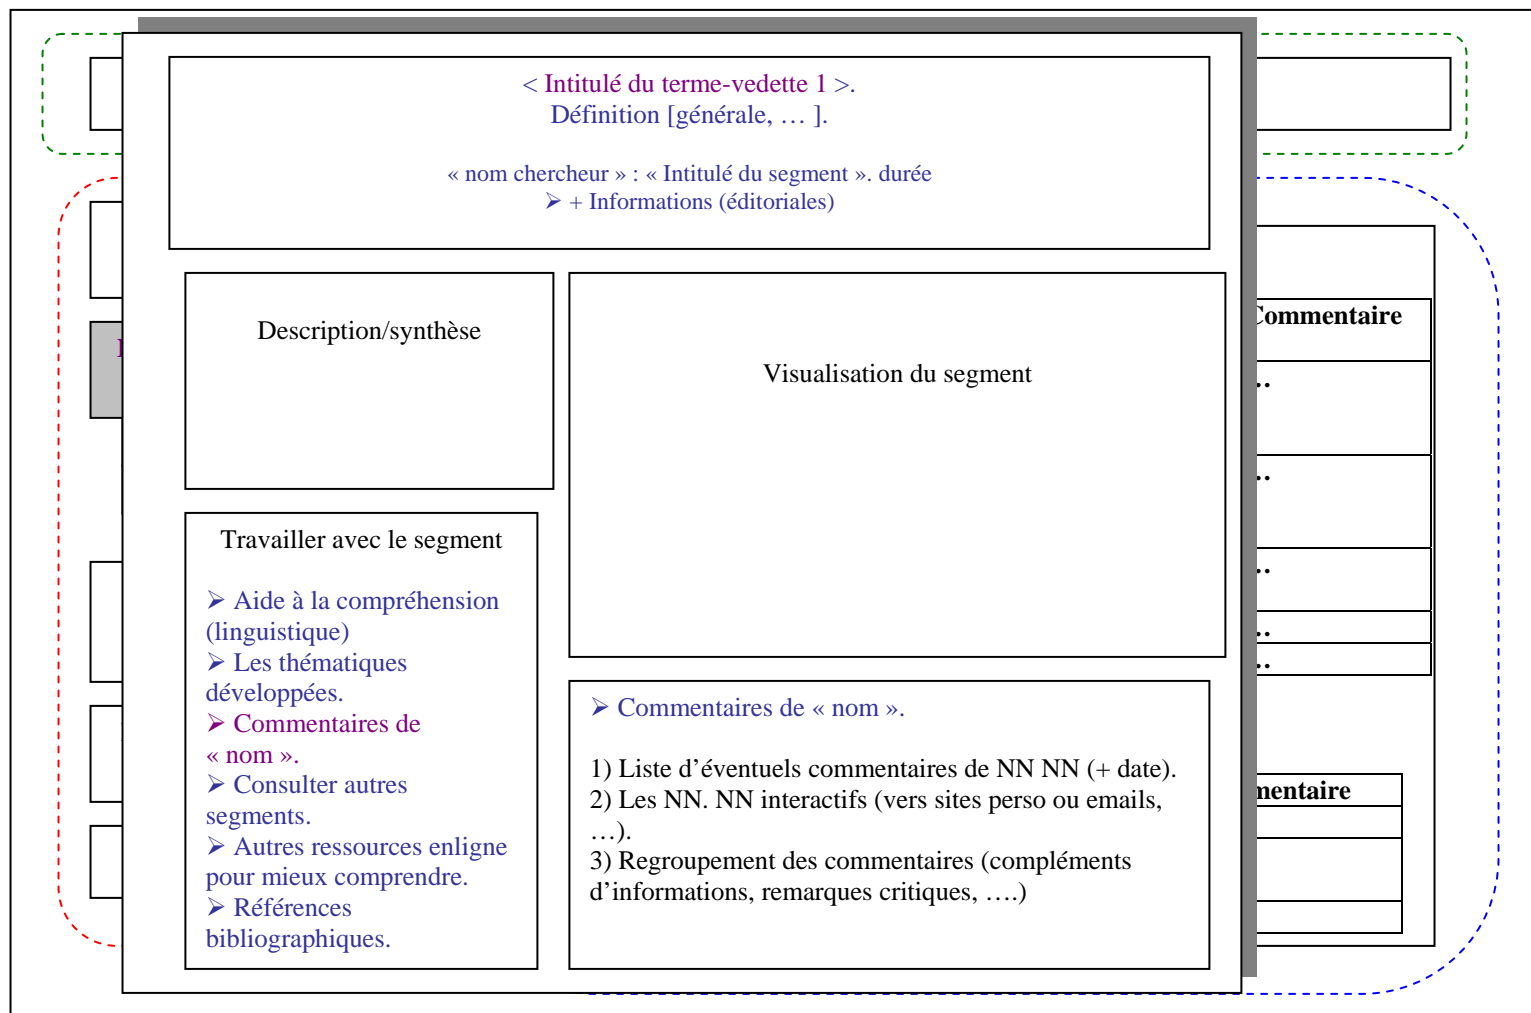 < Intitulé du terme-vedette 1 >.
Définition [générale, … ].
« nom chercheur » : « Intitulé du segment ». durée
➢ + Informations (éditoriales)
Description/synthèse
Visualisation du segment
Travailler avec le segment
➢ Aide à la compréhension
(linguistique)
➢ Les thématiques
développées.
➢ Commentaires de
« nom ».
➢ Consulter autres
segments.
➢ Autres ressources enligne
pour mieux comprendre.
➢ Références
bibliographiques.
➢ Commentaires de « nom ».
1) Liste d’éventuels commentaires de NN NN (+ date).
2) Les NN. NN interactifs (vers sites perso ou emails,
…).
3) Regroupement des commentaires (compléments
d’informations, remarques critiques, ….)
Commentaire
..
..
..
..
..
mentaire